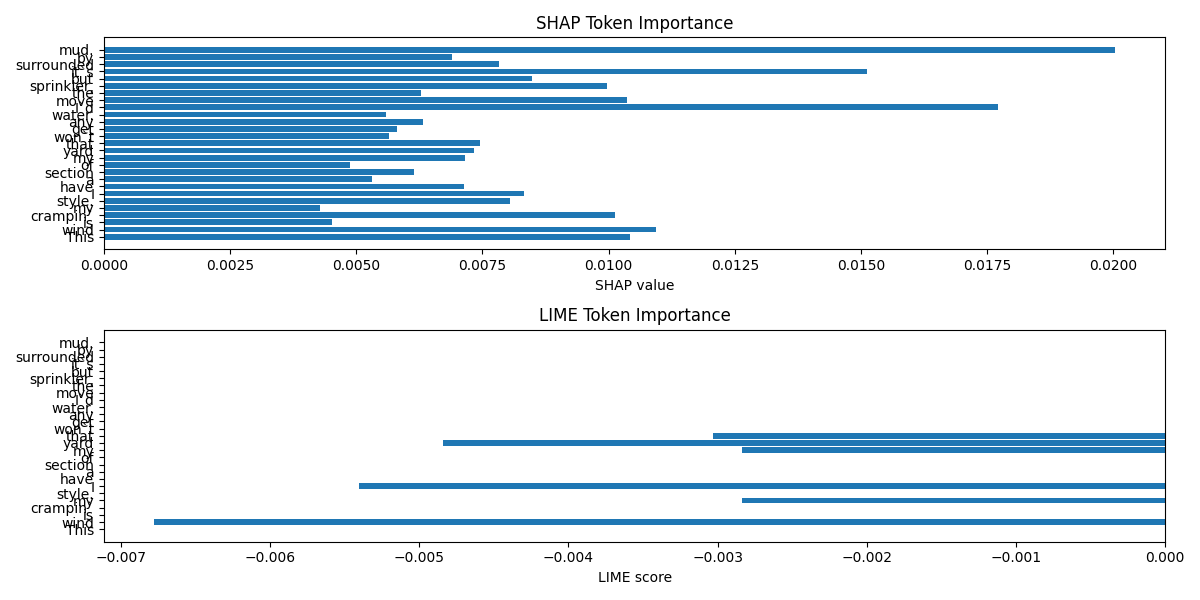 SHAP Token Importance
mud.
by
surrounded
it's
but
sprinkler,
the
move
I'd
water.
any
get
won't
that
yard
my
of
section
a
have
I
style.
my
crampin'
is
wind
This
0.0000 0.0025 0.0050 0.0075 0.0100 0.0125 0.0150 0.0175 0.0200
SHAP value
LIME Token Importance
mud.
by
surrounded
it's
but
sprinkler,
the
move
I'd
water.
any
get
won't
that
yard
my
of
section
a
have
I
style.
my
crampin'
is
wind
This
−0.007 −0.006 −0.005 −0.004 −0.003 −0.002 −0.001 0.000
LIME score